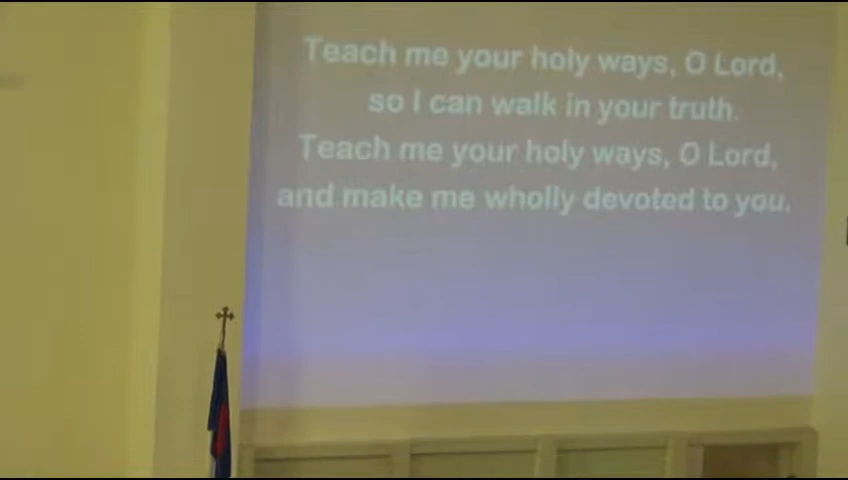 Teach me your holy ways, O Lord,
so I can walk in your truth.
Teach me your holy ways, O Lord,
and make me wholly devoted to you.